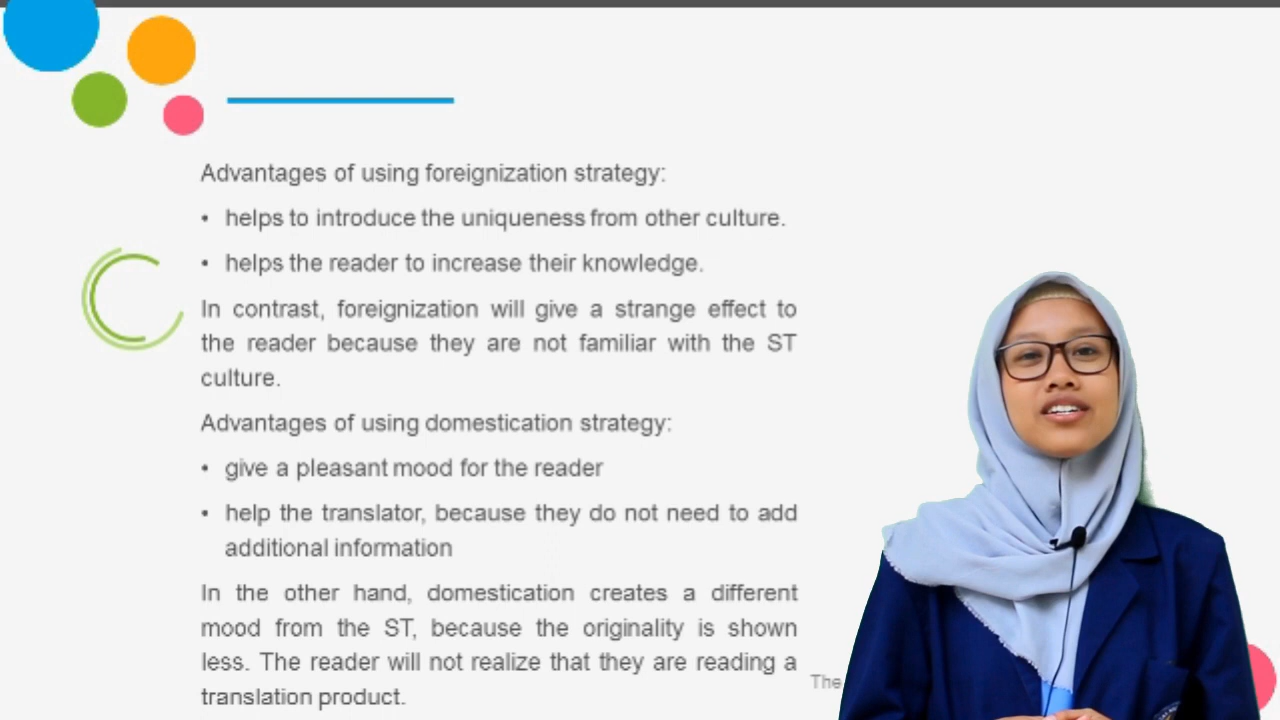 Advantages of using foreignization strategy:
• helps to introduce the uniqueness from other culture.
• helps the reader to increase their knowledge.
In contrast, foreignization will give a strange effect to
the reader because they are not familiar with the ST
culture.
Advantages of using domestication strategy:
• give a pleasant mood for the reader
• help the translator, because they do not need to add
additional information
In the other hand, domestication creates a different
mood from the ST, because the originality is shown
less. The reader will not realize that they are reading a
translation product.
The